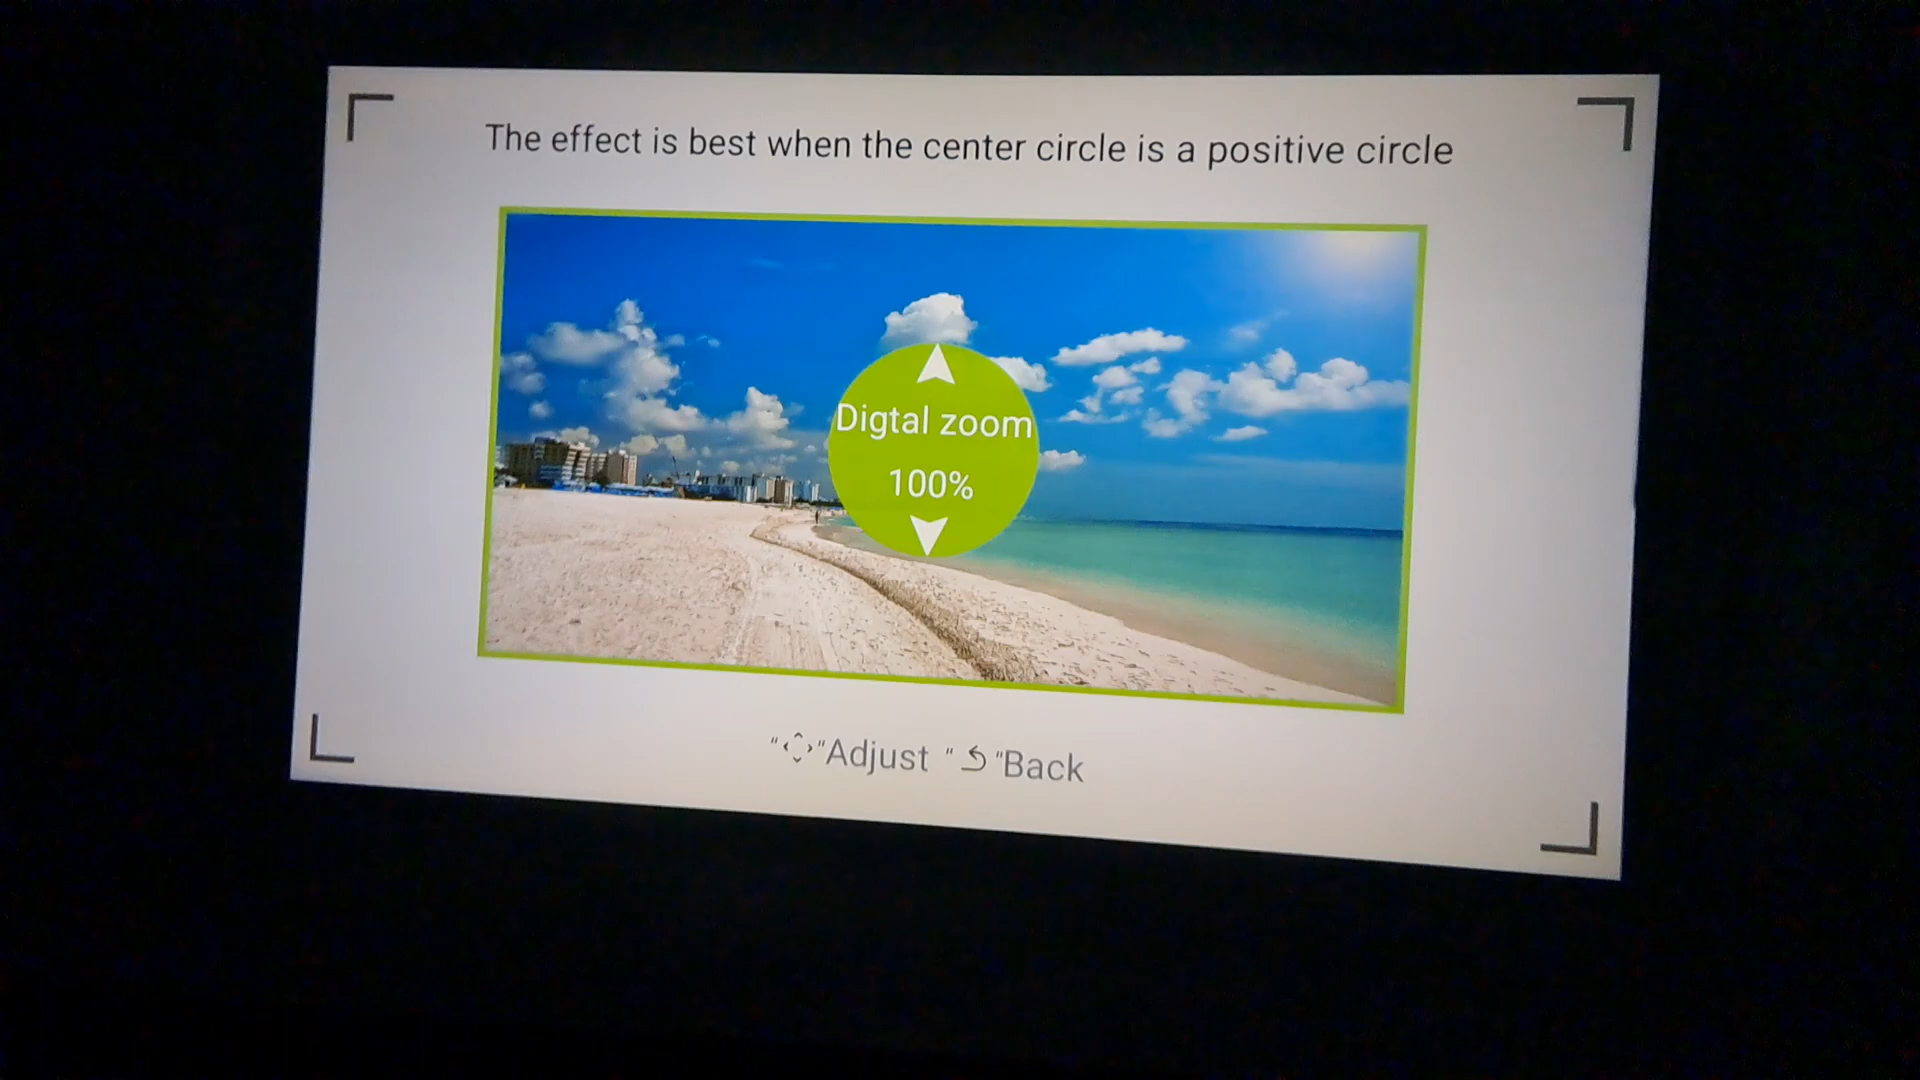 The effect is best when the center circle is a positive circle
Digtal zoom
100%
""Adjust ""Back